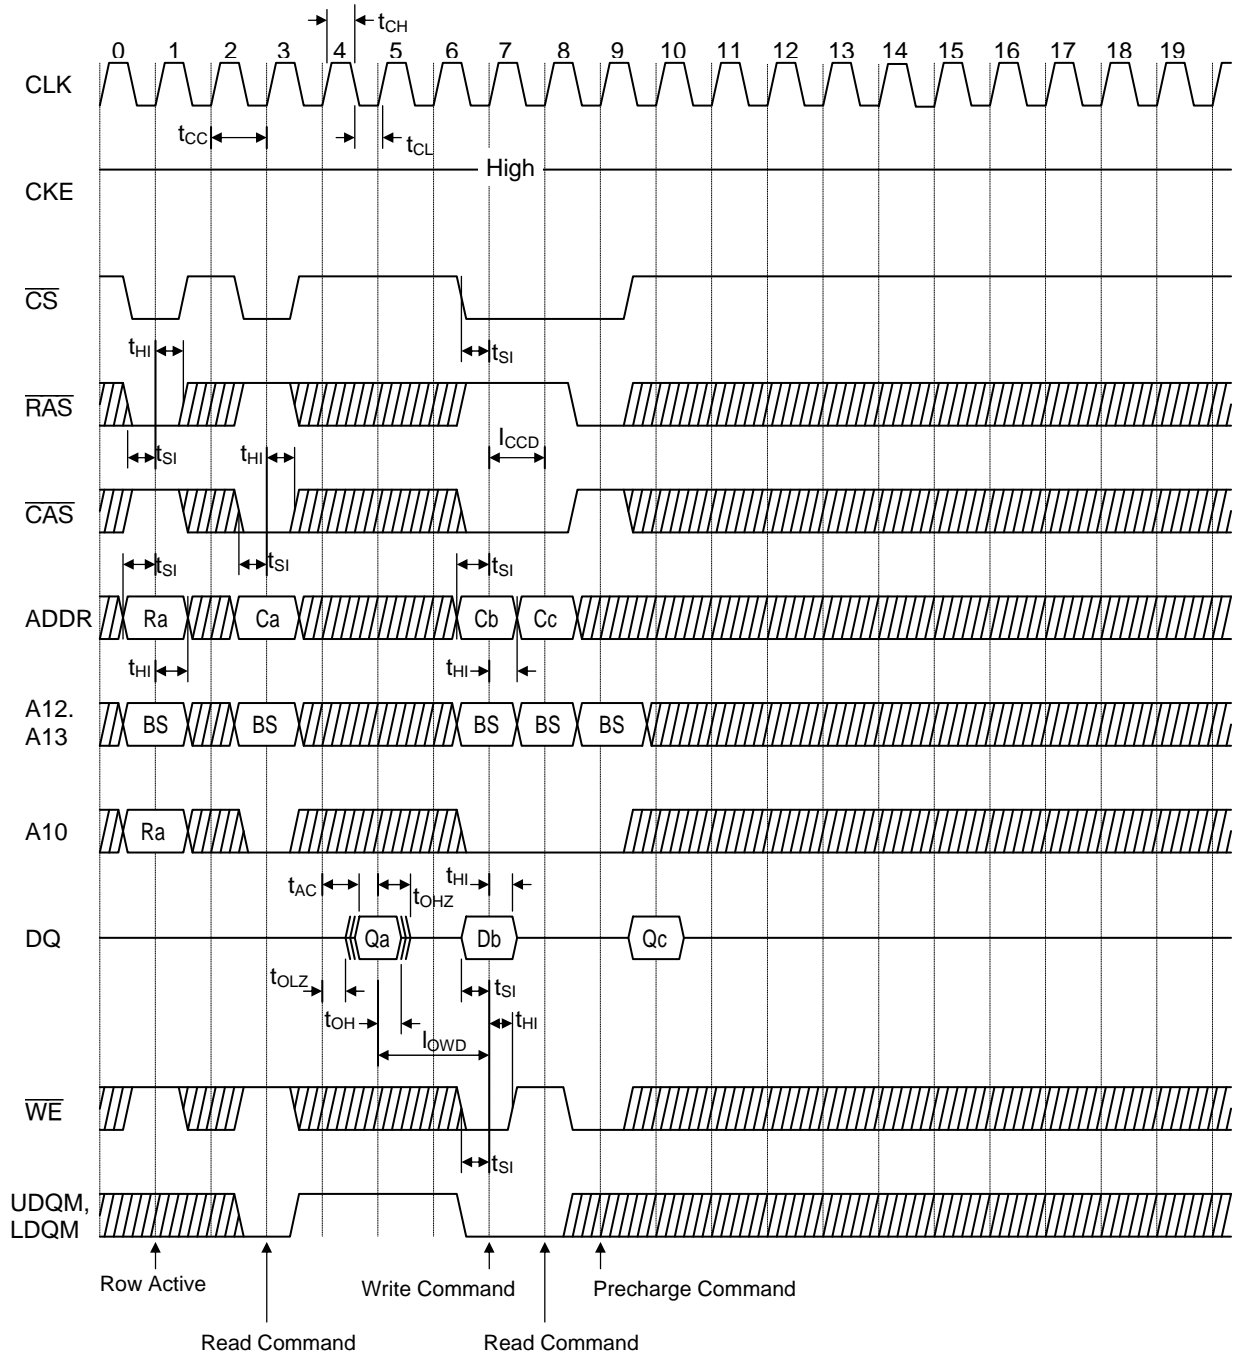 tCH
0 1 2 3 4 5 6 7 8 9 10 11 12 13 14 15 16 17 18 19
CLK
tCC
tCL
High
CKE
CS
tHI
tSI
RAS
lCCD
tSI
tHI
CAS
tSI
tSI
tSI
ADDR
Ra
Ca
Cb
Cc
tHI
tHI
A12.
A13
BS
BS
BS
BS
BS
A10
Ra
tAC
tOHZ
tHI
DQ
Qa
Db
Qc
tOLZ
tSI
tOH
tHI
lOWD
WE
tSI
UDQM,
LDQM
Row Active
Write Command
Precharge Command
Read Command
Read Command